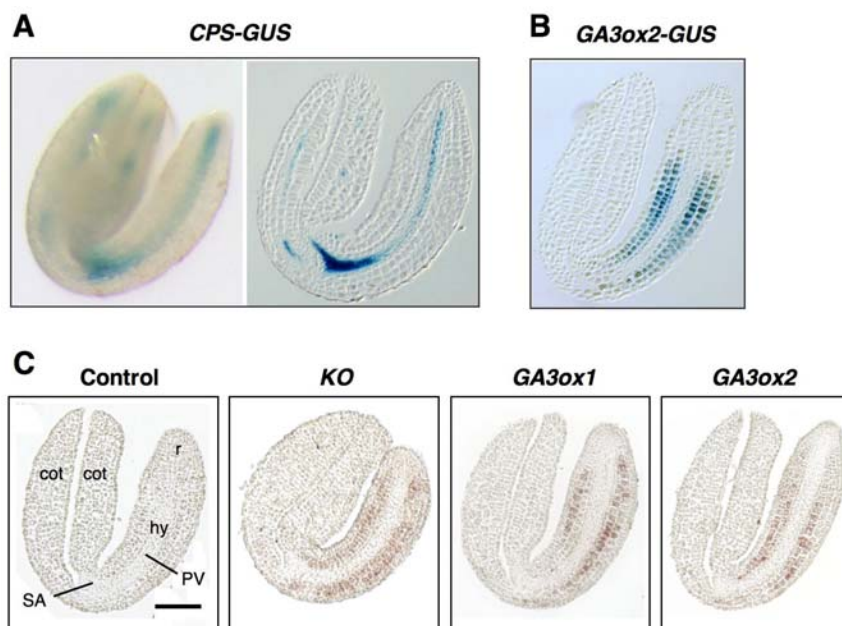 A
CPS-GUS
B
GA3ox2-GUS
C
Control
KO
GA3ox1
GA3ox2
cot
cot
r
hy
SA
PV